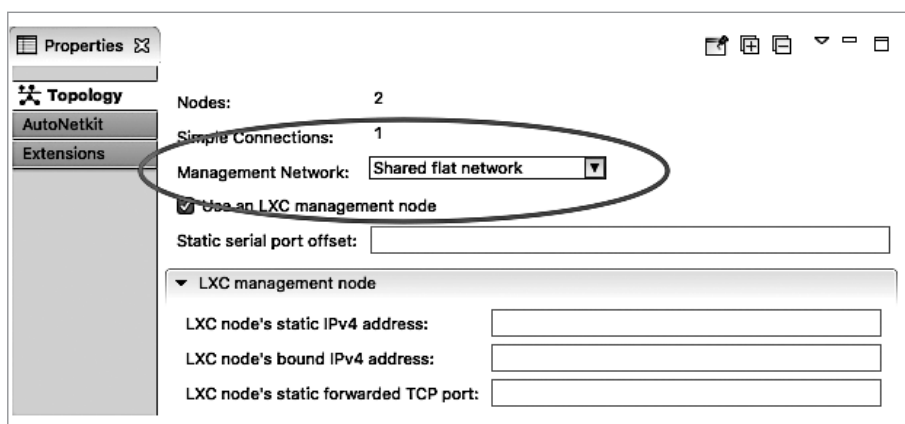 Properties
Topology
AutoNetkit
Extensions
Nodes: 2
Simple Connections: 1
Management Network: Shared flat network
Use an LXC management node
Static serial port offset:
LXC management node
LXC node's static IPv4 address:
LXC node's bound IPv4 address:
LXC node's static forwarded TCP port: